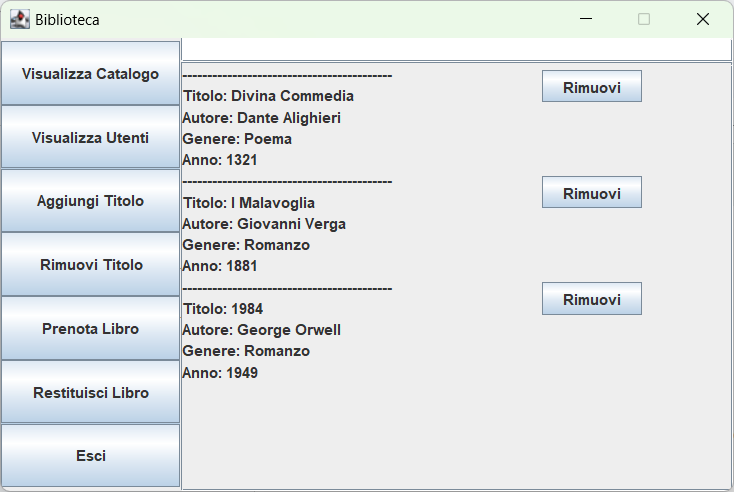 Biblioteca
Visualizza Catalogo
Visualizza Utenti
Aggiungi Titolo
Rimuovi Titolo
Prenota Libro
Restituisci Libro
Esci
------------------------------------------
Titolo: Divina Commedia
Autore: Dante Alighieri
Genere: Poema
Anno: 1321
Rimuovi
------------------------------------------
Titolo: I Malavoglia
Autore: Giovanni Verga
Genere: Romanzo
Anno: 1881
Rimuovi
------------------------------------------
Titolo: 1984
Autore: George Orwell
Genere: Romanzo
Anno: 1949
Rimuovi